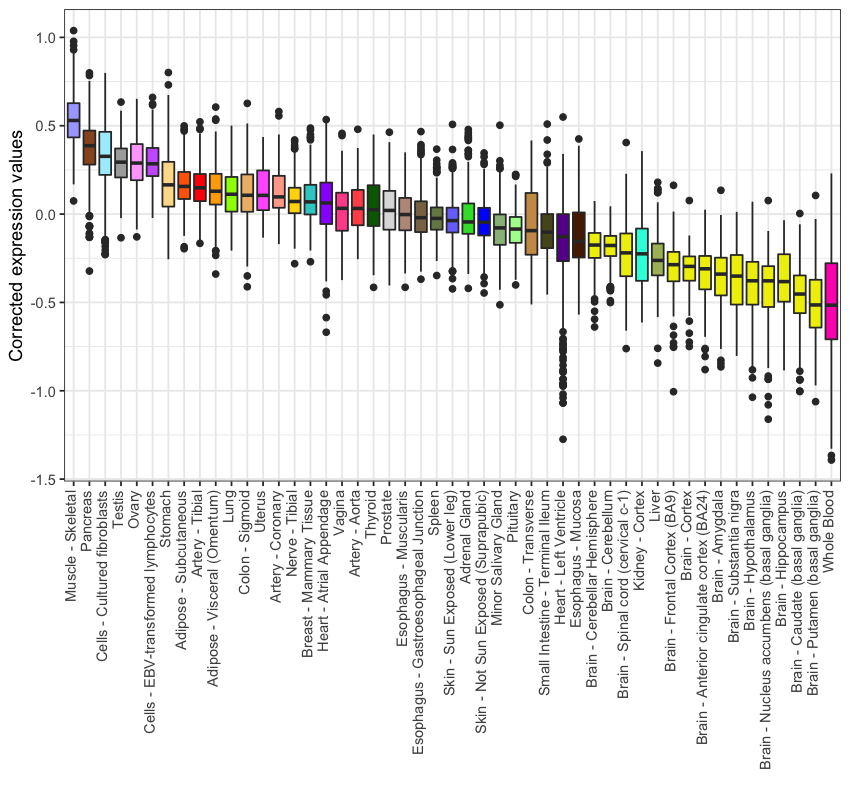 Corrected expression values
1.0
0.5
0.0
-0.5
-1.0
-1.5
Muscle - Skeletal
Pancreas
Cells - Cultured fibroblasts
Testis
Ovary
Cells - EBV-transformed lymphocytes
Stomach
Adipose - Subcutaneous
Artery - Tibial
Adipose - Visceral (Omentum)
Lung
Colon - Sigmoid
Uterus
Artery - Coronary
Nerve - Tibial
Breast - Mammary Tissue
Heart - Atrial Appendage
Vagina
Artery - Aorta
Thyroid
Prostate
Esophagus - Muscularis
Esophagus - Gastroesophageal Junction
Spleen
Skin - Sun Exposed (Lower leg)
Adrenal Gland
Skin - Not Sun Exposed (Suprapubic)
Minor Salivary Gland
Pituitary
Colon - Transverse
Small Intestine - Terminal Ileum
Heart - Left Ventricle
Esophagus - Mucosa
Brain - Cerebellar Hemisphere
Brain - Cerebellum
Brain - Spinal cord (cervical c-1)
Kidney - Cortex
Liver
Brain - Frontal Cortex (BA9)
Brain - Cortex
Brain - Anterior cingulate cortex (BA24)
Brain - Amygdala
Brain - Substantia nigra
Brain - Hypothalamus
Brain - Nucleus accumbens (basal ganglia)
Brain - Hippocampus
Brain - Caudate (basal ganglia)
Brain - Putamen (basal ganglia)
Whole Blood